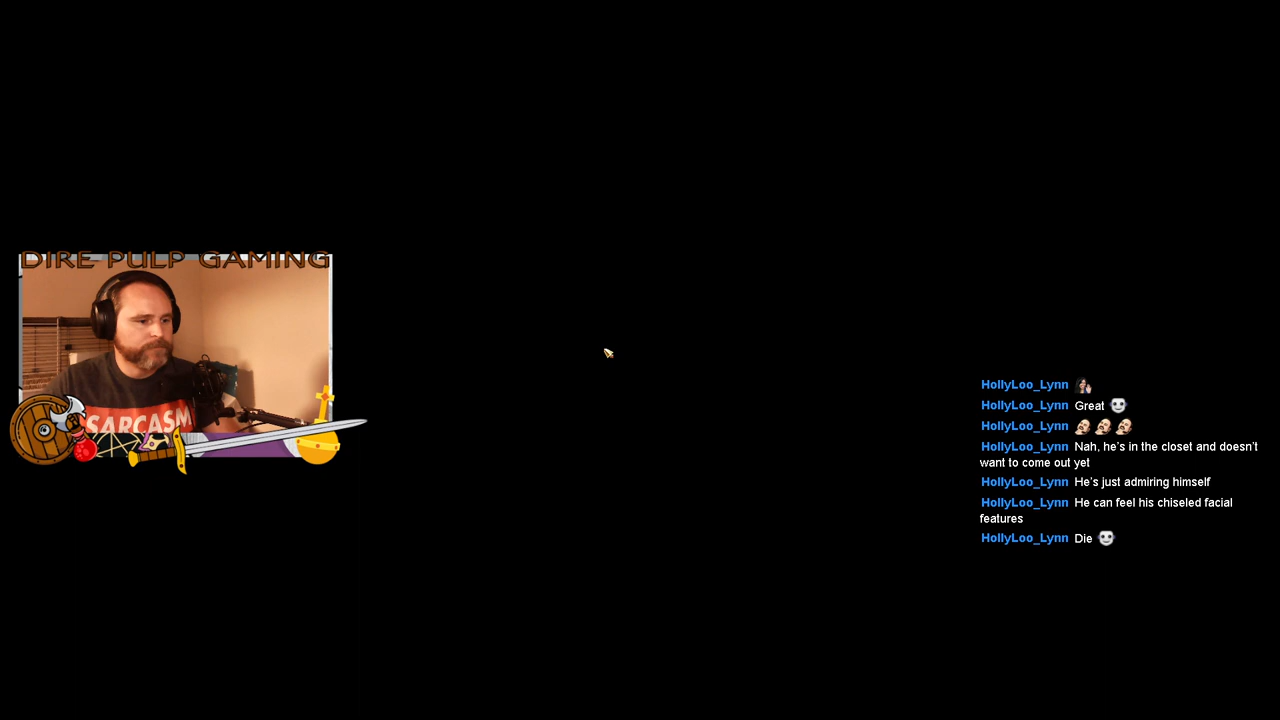 DIRE PULP GAMING
SARCASM
HollyLoo_Lynn
HollyLoo_Lynn Great
HollyLoo_Lynn
HollyLoo_Lynn Nah, he's in the closet and doesn't
want to come out yet
HollyLoo_Lynn He's just admiring himself
HollyLoo_Lynn He can feel his chiseled facial
features
HollyLoo_Lynn Die